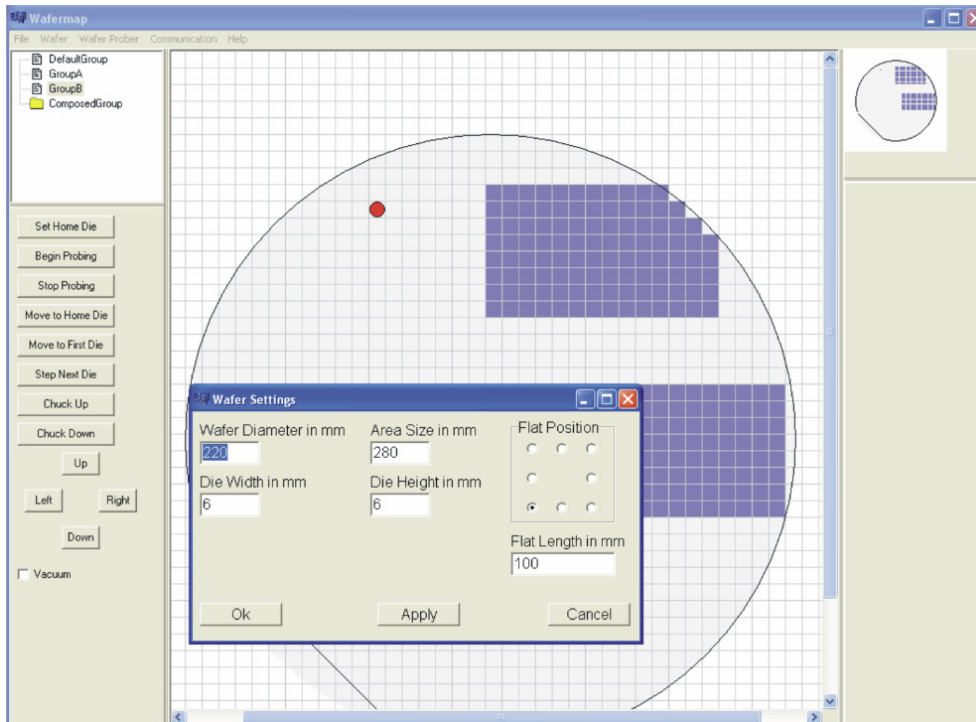 Wafermap
File Wafer Wafer Prober Communication Help
DefaultGroup
GroupA
GroupB
ComposedGroup
Set Home Die
Begin Probing
Stop Probing
Move to Home Die
Move to First Die
Step Next Die
Chuck Up
Chuck Down
Up
Left Right
Down
Vacuum
Wafer Settings
Wafer Diameter in mm Area Size in mm Flat Position
220 280
Die Width in mm Die Height in mm
6 6
Flat Length in mm
100
Ok Apply Cancel